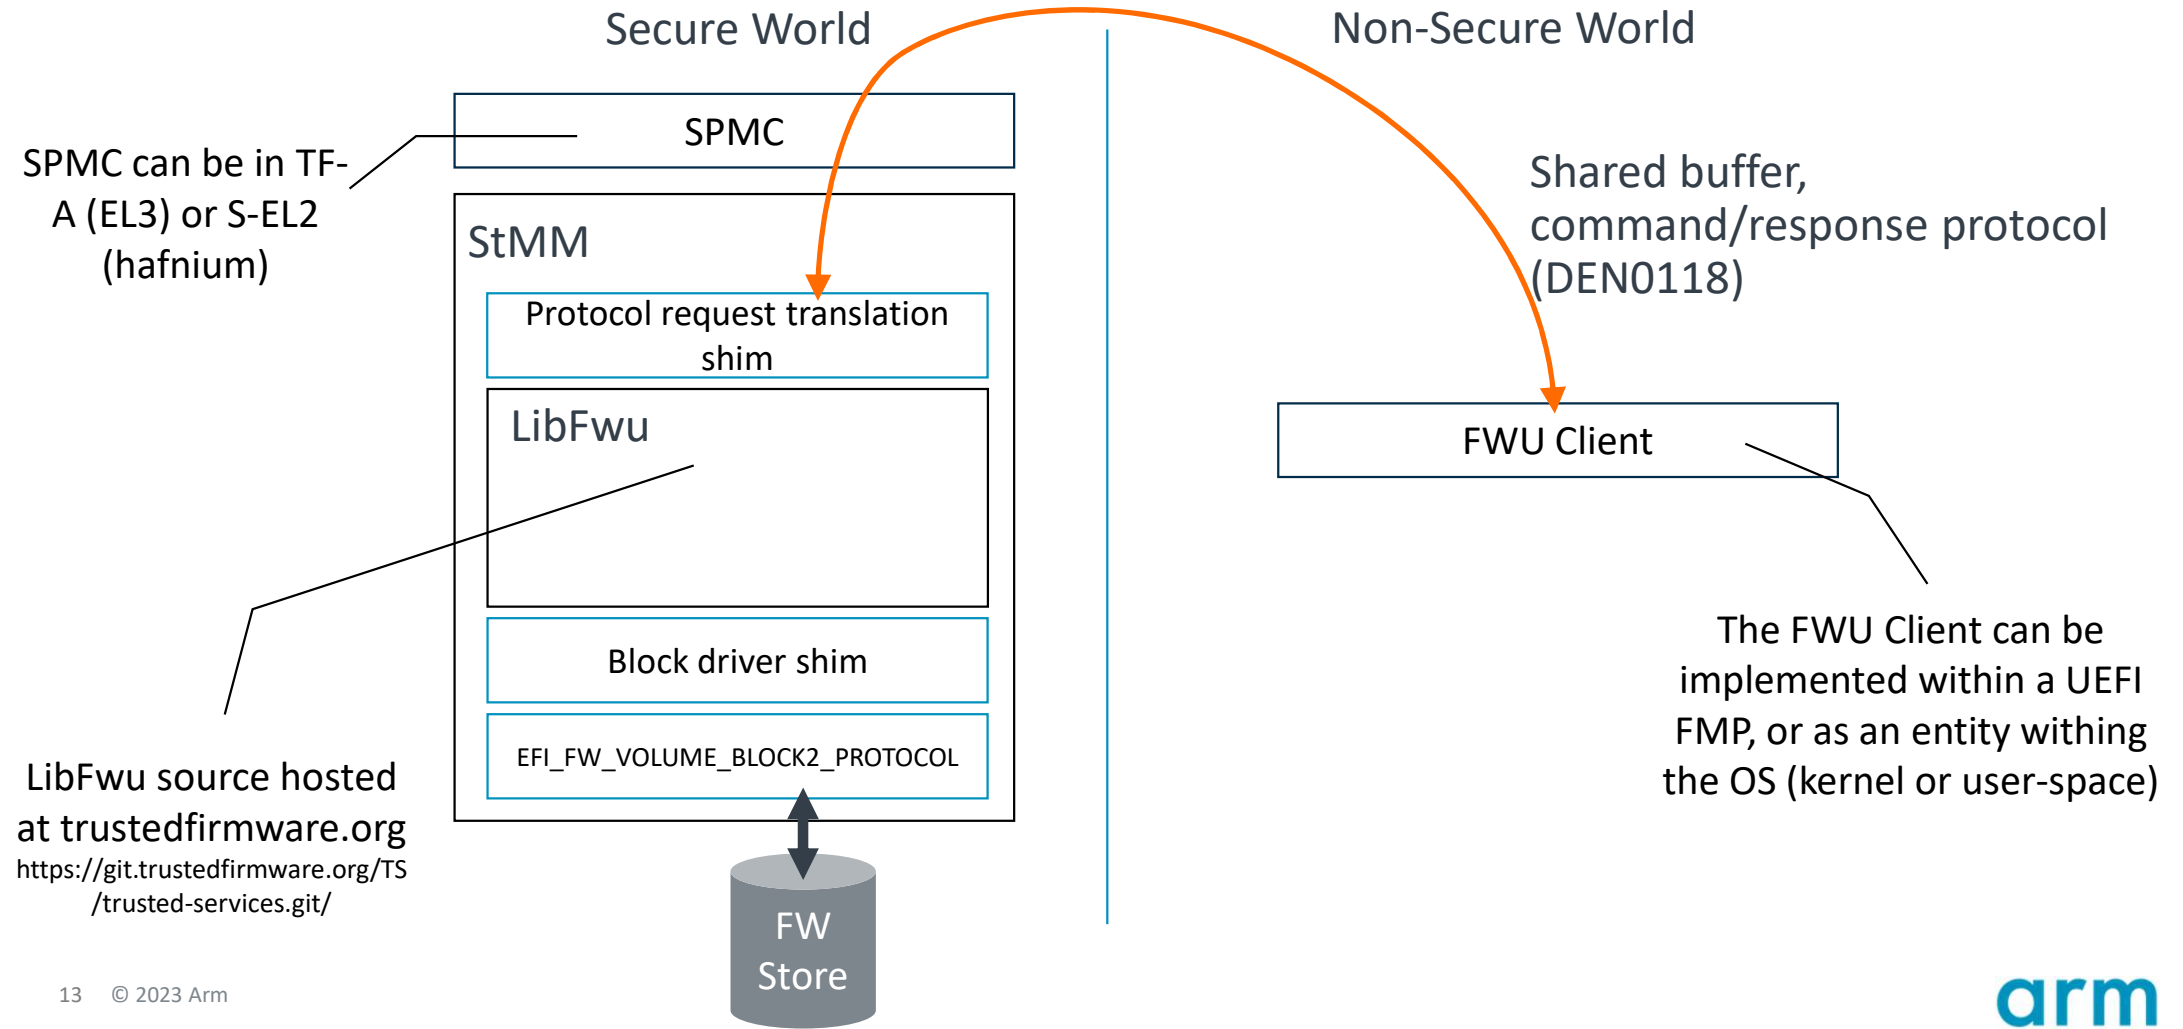 Secure World
Non-Secure World
SPMC
SPMC can be in TF-
A (EL3) or S-EL2
(hafnium)
Shared buffer,
command/response protocol
(DEN0118)
StMM
Protocol request translation
shim
LibFwu
FWU Client
Block driver shim
EFI_FW_VOLUME_BLOCK2_PROTOCOL
The FWU Client can be
implemented within a UEFI
FMP, or as an entity withing
the OS (kernel or user-space)
LibFwu source hosted
at trustedfirmware.org
https://git.trustedfirmware.org/TS
/trusted-services.git/
FW
Store
13 © 2023 Arm
arm